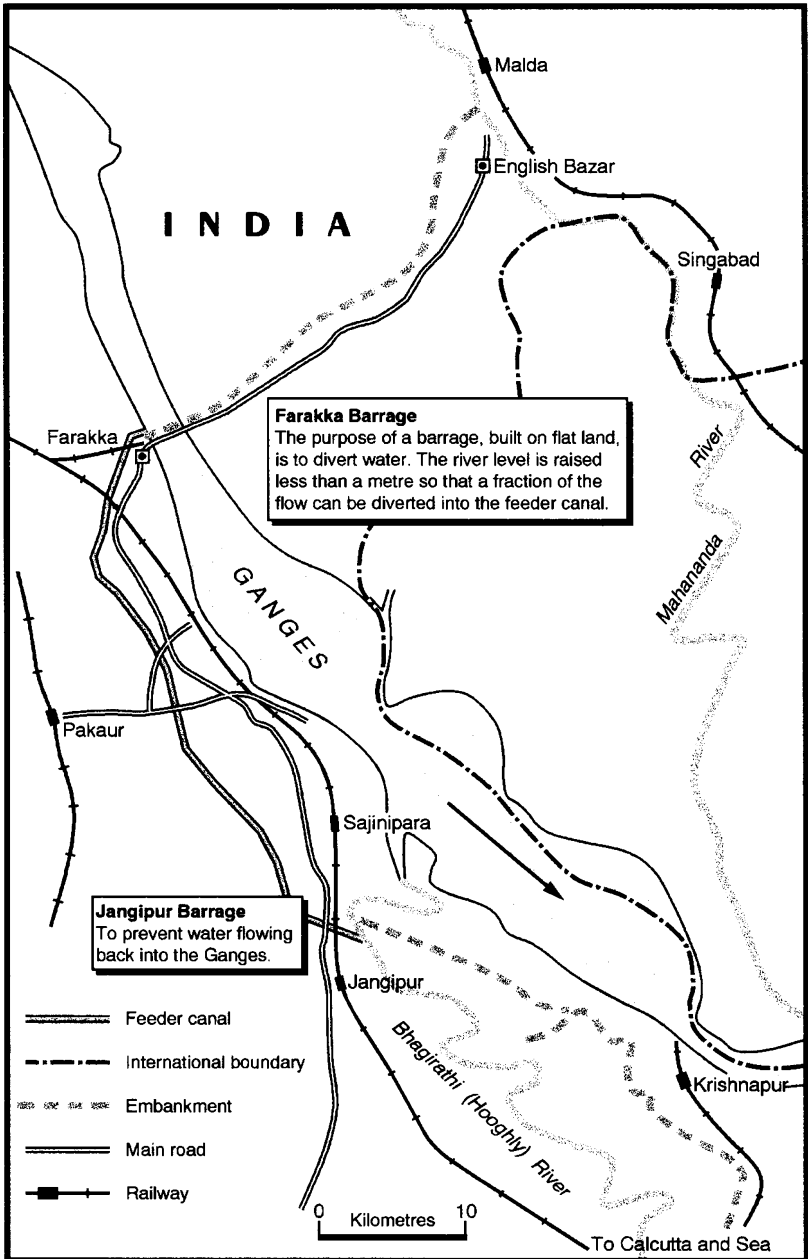 Malda
English Bazar
INDIA
Singabad
Farakka
Farakka Barrage
The purpose of a barrage, built on flat land,
is to divert water. The river level is raised
less than a metre so that a fraction of the
flow can be diverted into the feeder canal.
River
Mahananda
GANGES
Pakaur
Sajinipara
Jangipur Barrage
To prevent water flowing
back into the Ganges.
Jangipur
Feeder canal
International boundary
Embankment
Main road
Railway
Bhagirathi (Hooghly) River
Krishnapur
0 10
Kilometres
To Calcutta and Sea